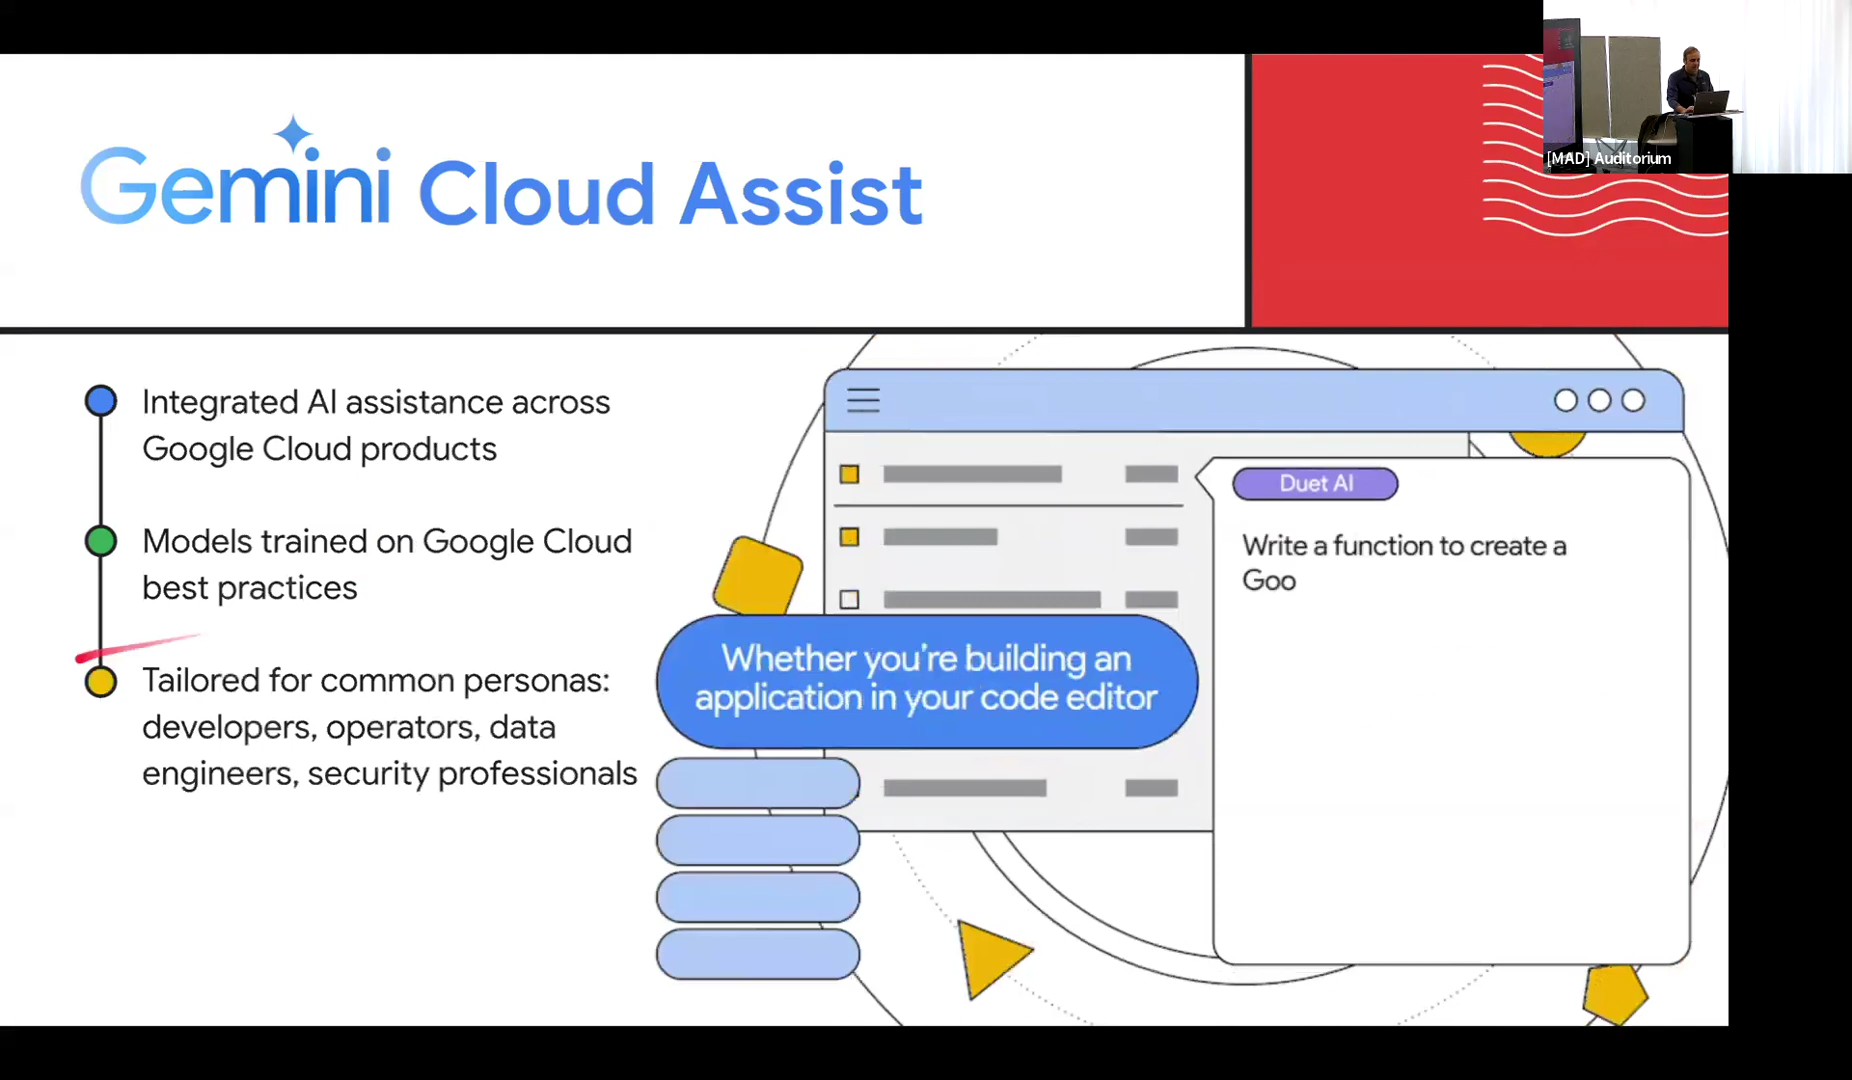 [MAD] Auditorium
Gemini Cloud Assist
Integrated AI assistance across
Google Cloud products
Models trained on Google Cloud
best practices
Tailored for common personas:
developers, operators, data
engineers, security professionals
Duet AI
Write a function to create a
Goo
Whether you're building an
application in your code editor